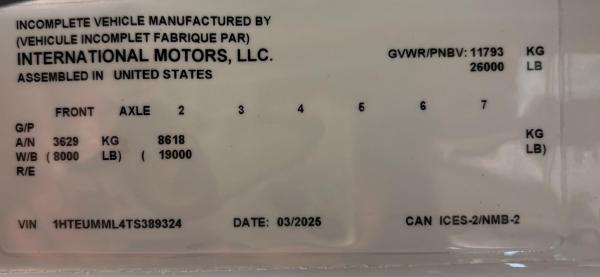 INCOMPLETE VEHICLE MANUFACTURED BY
(VEHICULE INCOMPLET FABRIQUE PAR)
INTERNATIONAL MOTORS, LLC. GVWR/PNBV: 11793 KG
ASSEMBLED IN UNITED STATES 26000 LB
FRONT AXLE 2 3 4 5 6 7
G/P
A/N 3629 KG 8618 KG
W/B ( 8000 LB) ( 19000 LB)
R/E
VIN 1HTEUMML4TS389324 DATE: 03/2025 CAN ICES-2/NMB-2